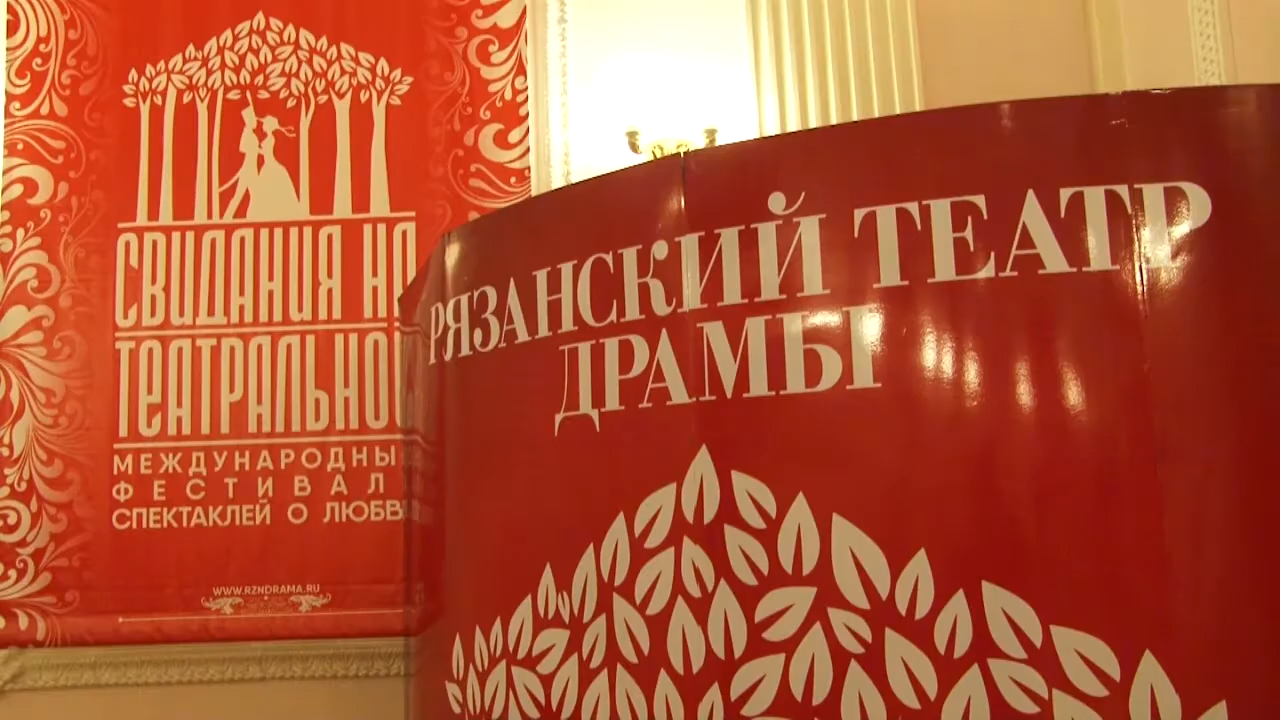 СВИДАНИЯ НА
ТЕАТРАЛЬНО
МЕЖДУНАРОДНЫ
ФЕСТИВАЛ
СПЕКТАКЛЕЙ О ЛЮБВ
WWW.RZNDRAMA.RU
РЯЗАНСКИЙ ТЕАТР
ДРАМЫ